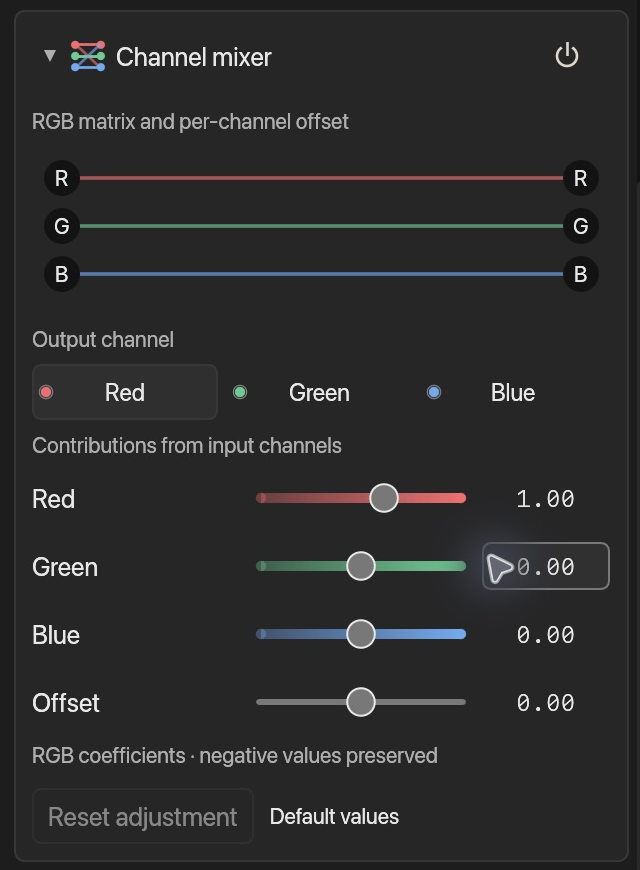 Channel mixer
RGB matrix and per-channel offset
R R
G G
B B
Output channel
Red Green Blue
Contributions from input channels
Red 1.00
Green 0.00
Blue 0.00
Offset 0.00
RGB coefficients · negative values preserved
Reset adjustment Default values